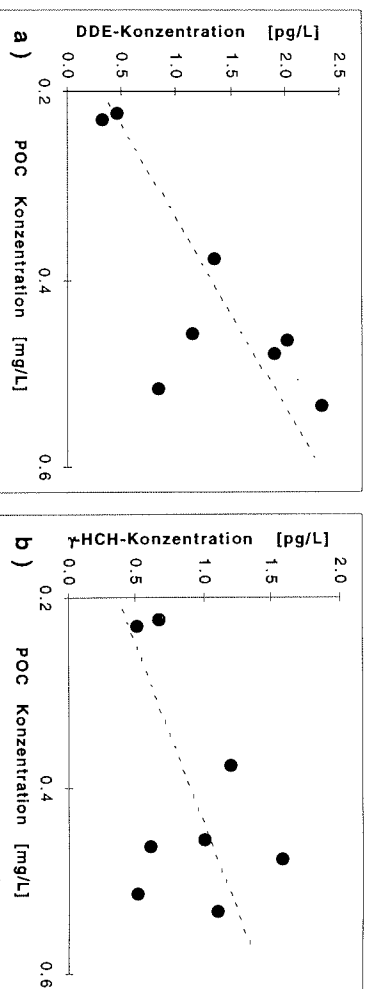 DDE-Konzentration [pg/L]
2.5
2.0
1.5
1.0
0.5
0.0
0.2
0.4
0.6
POC Konzentration [mg/L]
a )
γ-HCH-Konzentration [pg/L]
2.0
1.5
1.0
0.5
0.0
0.2
0.4
0.6
POC Konzentration [mg/L]
b )